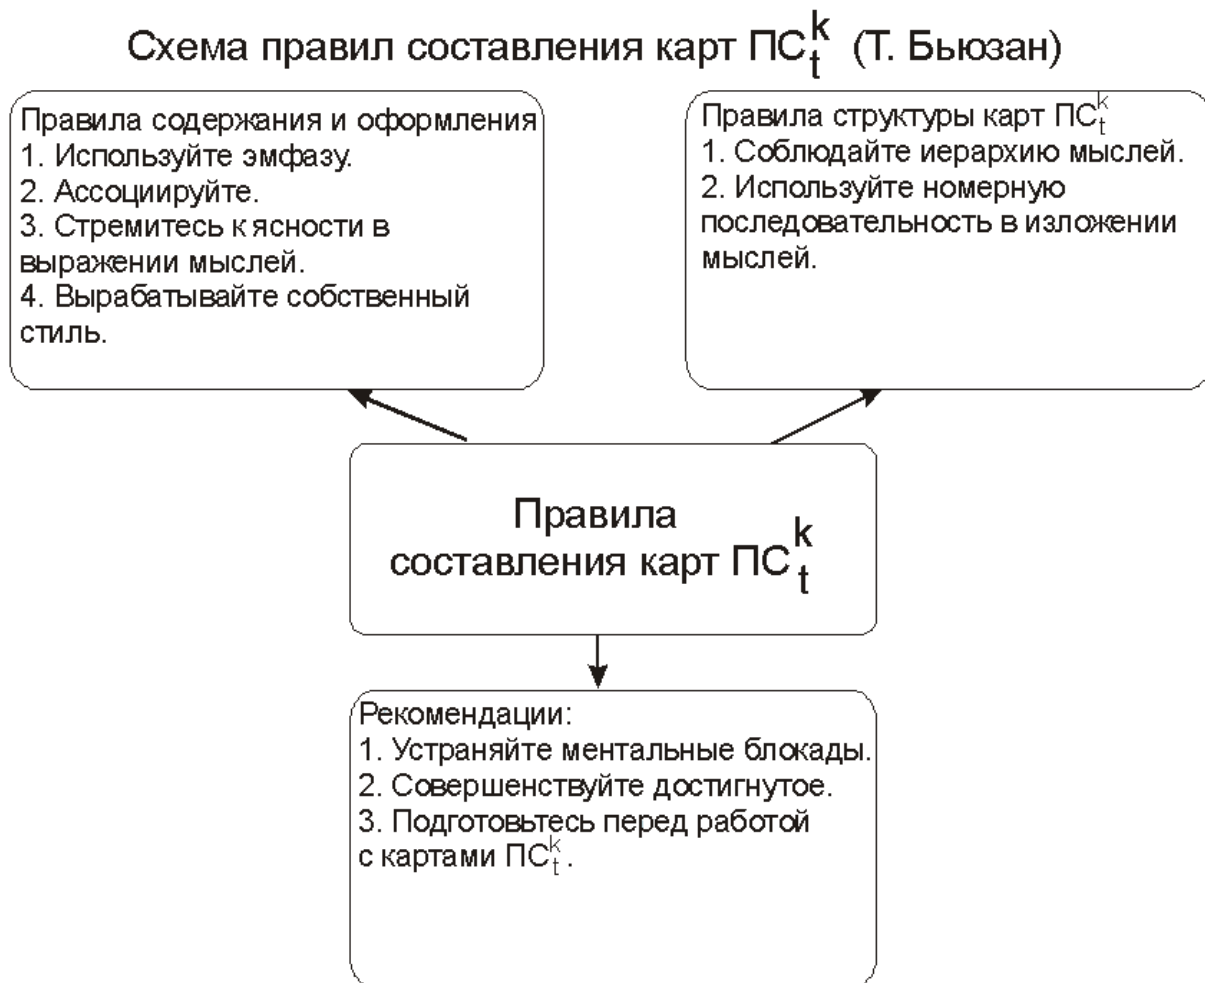 Схема правил составления карт ПС^k_t (Т. Бьюзан)
Правила содержания и оформления
1. Используйте эмфазу.
2. Ассоциируйте.
3. Стремитесь к ясности в
выражении мыслей.
4. Вырабатывайте собственный
стиль.
Правила структуры карт ПС^k_t
1. Соблюдайте иерархию мыслей.
2. Используйте номерную
последовательность в изложении
мыслей.
Правила
составления карт ПС^k_t
Рекомендации:
1. Устраняйте ментальные блокады.
2. Совершенствуйте достигнутое.
3. Подготовьтесь перед работой
с картами ПС^k_t.